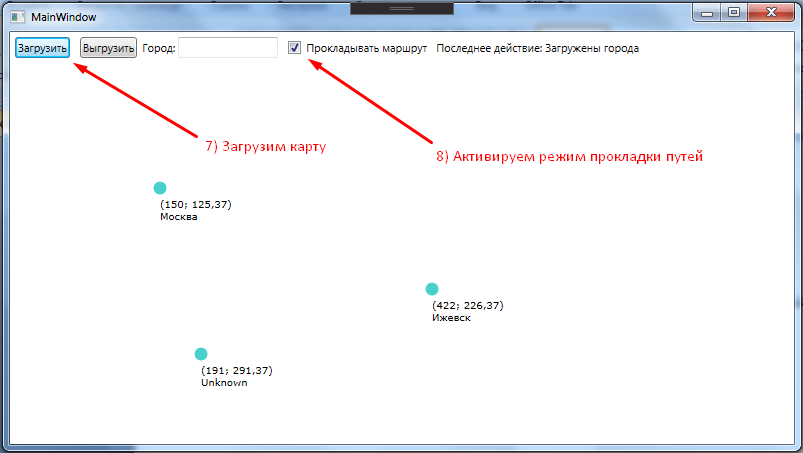 MainWindow
Загрузить Выгрузить Город: Прокладывать маршрут Последнее действие: Загружены города
7) Загрузим карту
8) Активируем режим прокладки путей
(150; 125,37)
Москва
(422; 226,37)
Ижевск
(191; 291,37)
Unknown